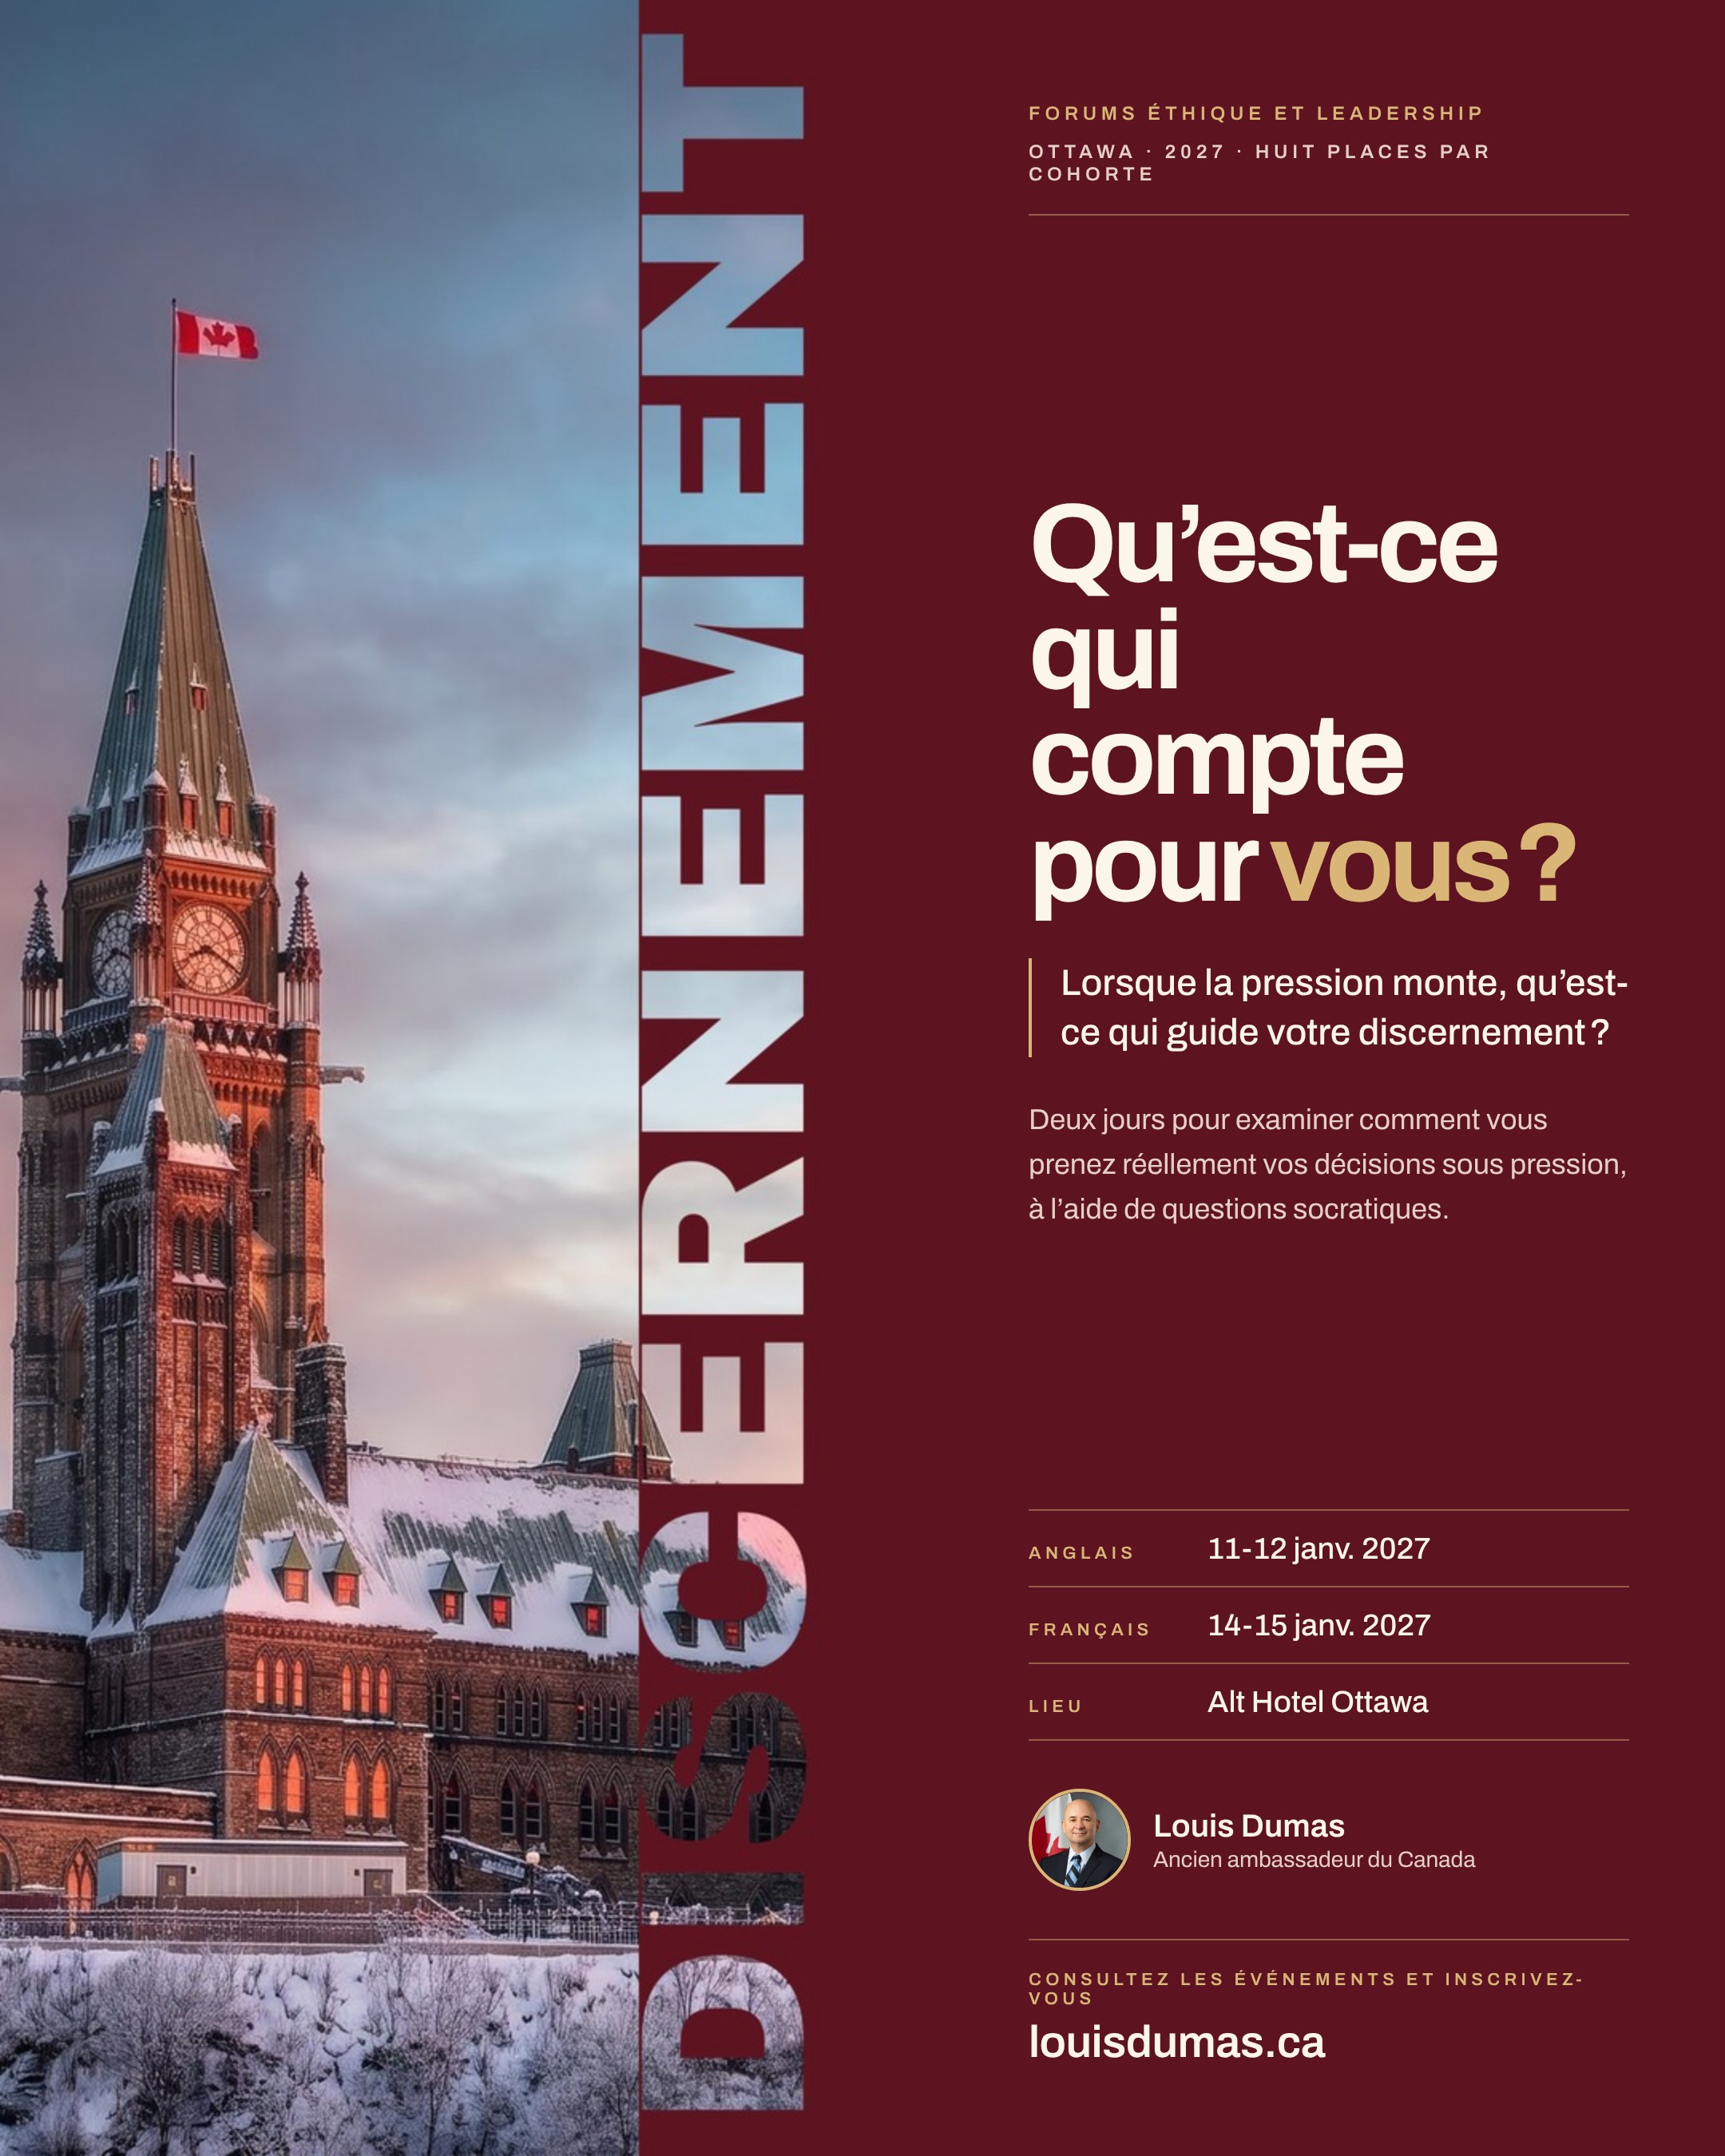 DISCERNEMENT
FORUMS ÉTHIQUE ET LEADERSHIP
OTTAWA · 2027 · HUIT PLACES PAR
COHORTE
Qu’est-ce
qui
compte
pour vous ?
Lorsque la pression monte, qu’est-
ce qui guide votre discernement ?
Deux jours pour examiner comment vous
prenez réellement vos décisions sous pression,
à l’aide de questions socratiques.
ANGLAIS 11-12 janv. 2027
FRANÇAIS 14-15 janv. 2027
LIEU Alt Hotel Ottawa
Louis Dumas
Ancien ambassadeur du Canada
CONSULTEZ LES ÉVÉNEMENTS ET INSCRIVEZ-
VOUS
louisdumas.ca